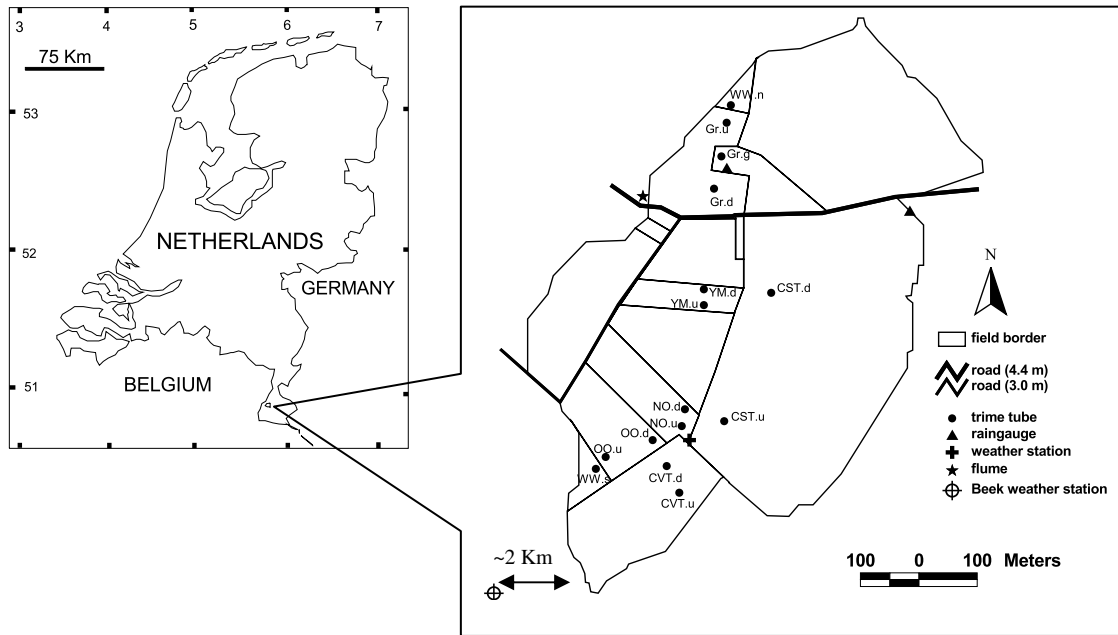 3 4 5 6 7
75 Km
53
52
51
NETHERLANDS
GERMANY
BELGIUM
WW.n
Gr.u
Gr.g
Gr.d
YM.d
YM.u
CST.d
NO.d
NO.u
CST.u
OO.d
OO.u
WW.s
CVT.d
CVT.u
N
field border
road (4.4 m)
road (3.0 m)
trime tube
raingauge
weather station
flume
Beek weather station
~2 Km
100 0 100 Meters